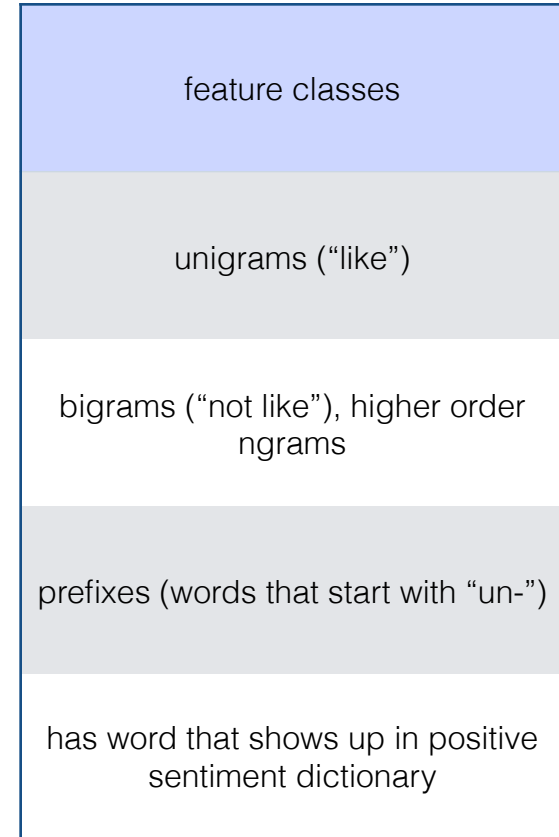 feature classes
unigrams (“like”)
bigrams (“not like”), higher order
ngrams
prefixes (words that start with “un-”)
has word that shows up in positive
sentiment dictionary